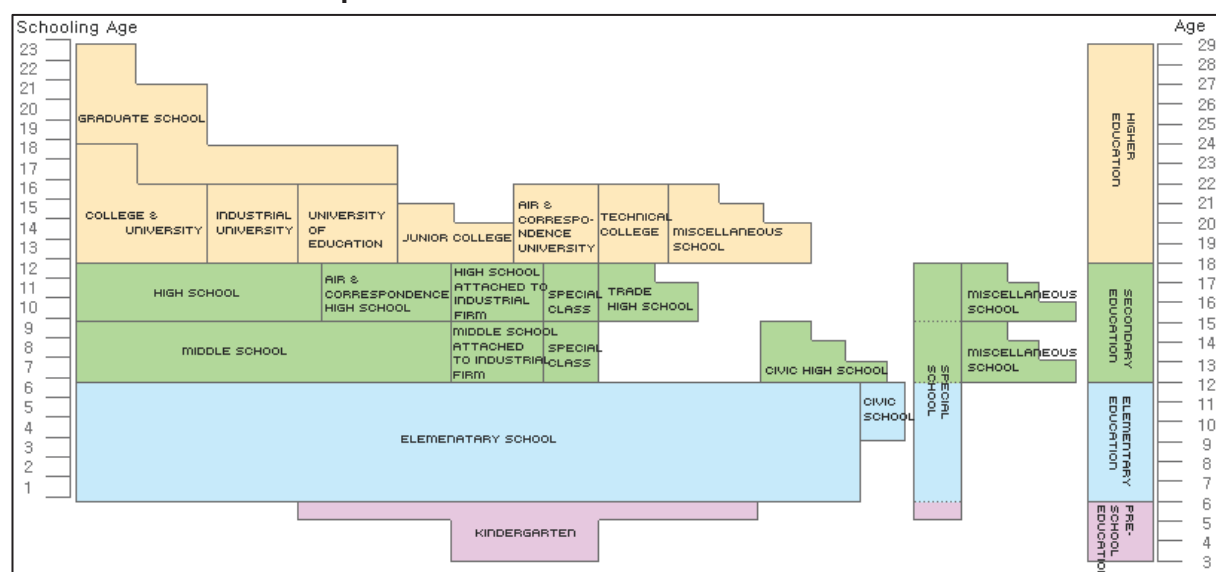 Schooling Age
Age
23
22
21
20
19
18
17
16
15
14
13
12
11
10
9
8
7
6
5
4
3
2
1
GRADUATE SCHOOL
COLLEGE &
UNIVERSITY
INDUSTRIAL
UNIVERSITY
UNIVERSITY
OF
EDUCATION
JUNIOR COLLEGE
AIR &
CORRESPO-
NDENCE
UNIVERSITY
TECHNICAL
COLLEGE
MISCELLANEOUS
SCHOOL
HIGH SCHOOL
AIR &
CORRESPONDENCE
HIGH SCHOOL
HIGH SCHOOL
ATTACHED TO
INDUSTRIAL
FIRM
SPECIAL
CLASS
TRADE
HIGH SCHOOL
MISCELLANEOUS
SCHOOL
MIDDLE SCHOOL
MIDDLE SCHOOL
ATTACHED
TO INDUSTRIAL
FIRM
SPECIAL
CLASS
CIVIC HIGH SCHOOL
MISCELLANEOUS
SCHOOL
SPECIAL
SCHOOL
ELEMENATARY SCHOOL
CIVIC
SCHOOL
KINDERGARTEN
HIGHER
EDUCATION
SECONDARY
EDUCATION
ELEMENTARY
EDUCATION
PRE-
SCHOOL
EDUCATION
29
28
27
26
25
24
23
22
21
20
19
18
17
16
15
14
13
12
11
10
9
8
7
6
5
4
3